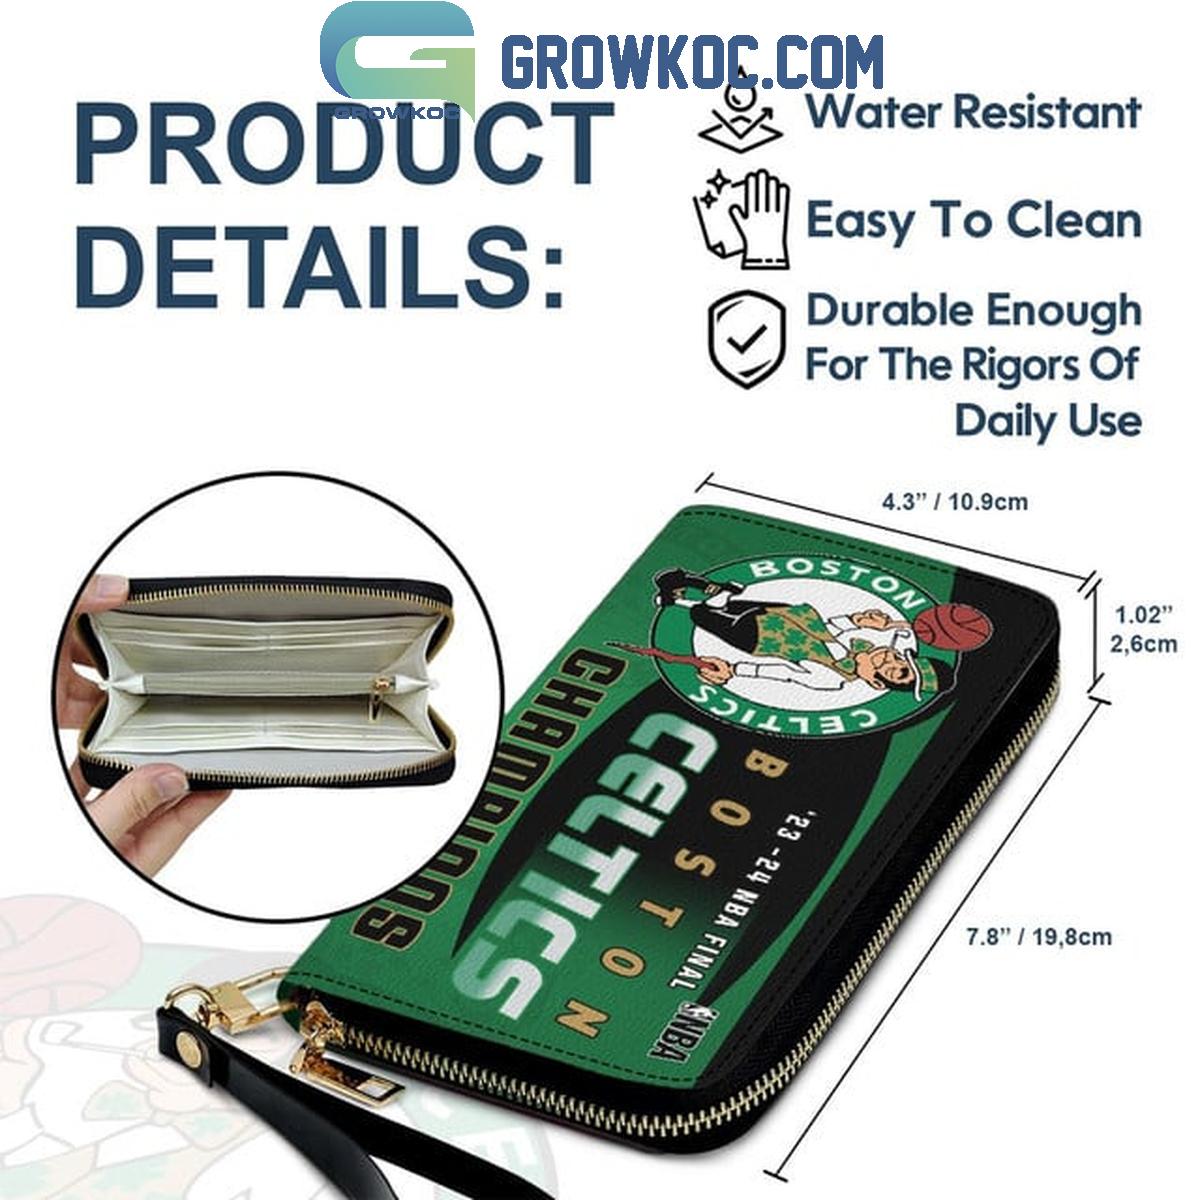 GROWKOC.COM
GROWKOC
PRODUCT
DETAILS:
Water Resistant
Easy To Clean
Durable Enough
For The Rigors Of
Daily Use
4.3” / 10.9cm
1.02”
2,6cm
7.8” / 19,8cm
BOSTON
CELTICS
CHAMPIONS
CELTICS
BOSTON
'23-24 NBA FINAL
NBA